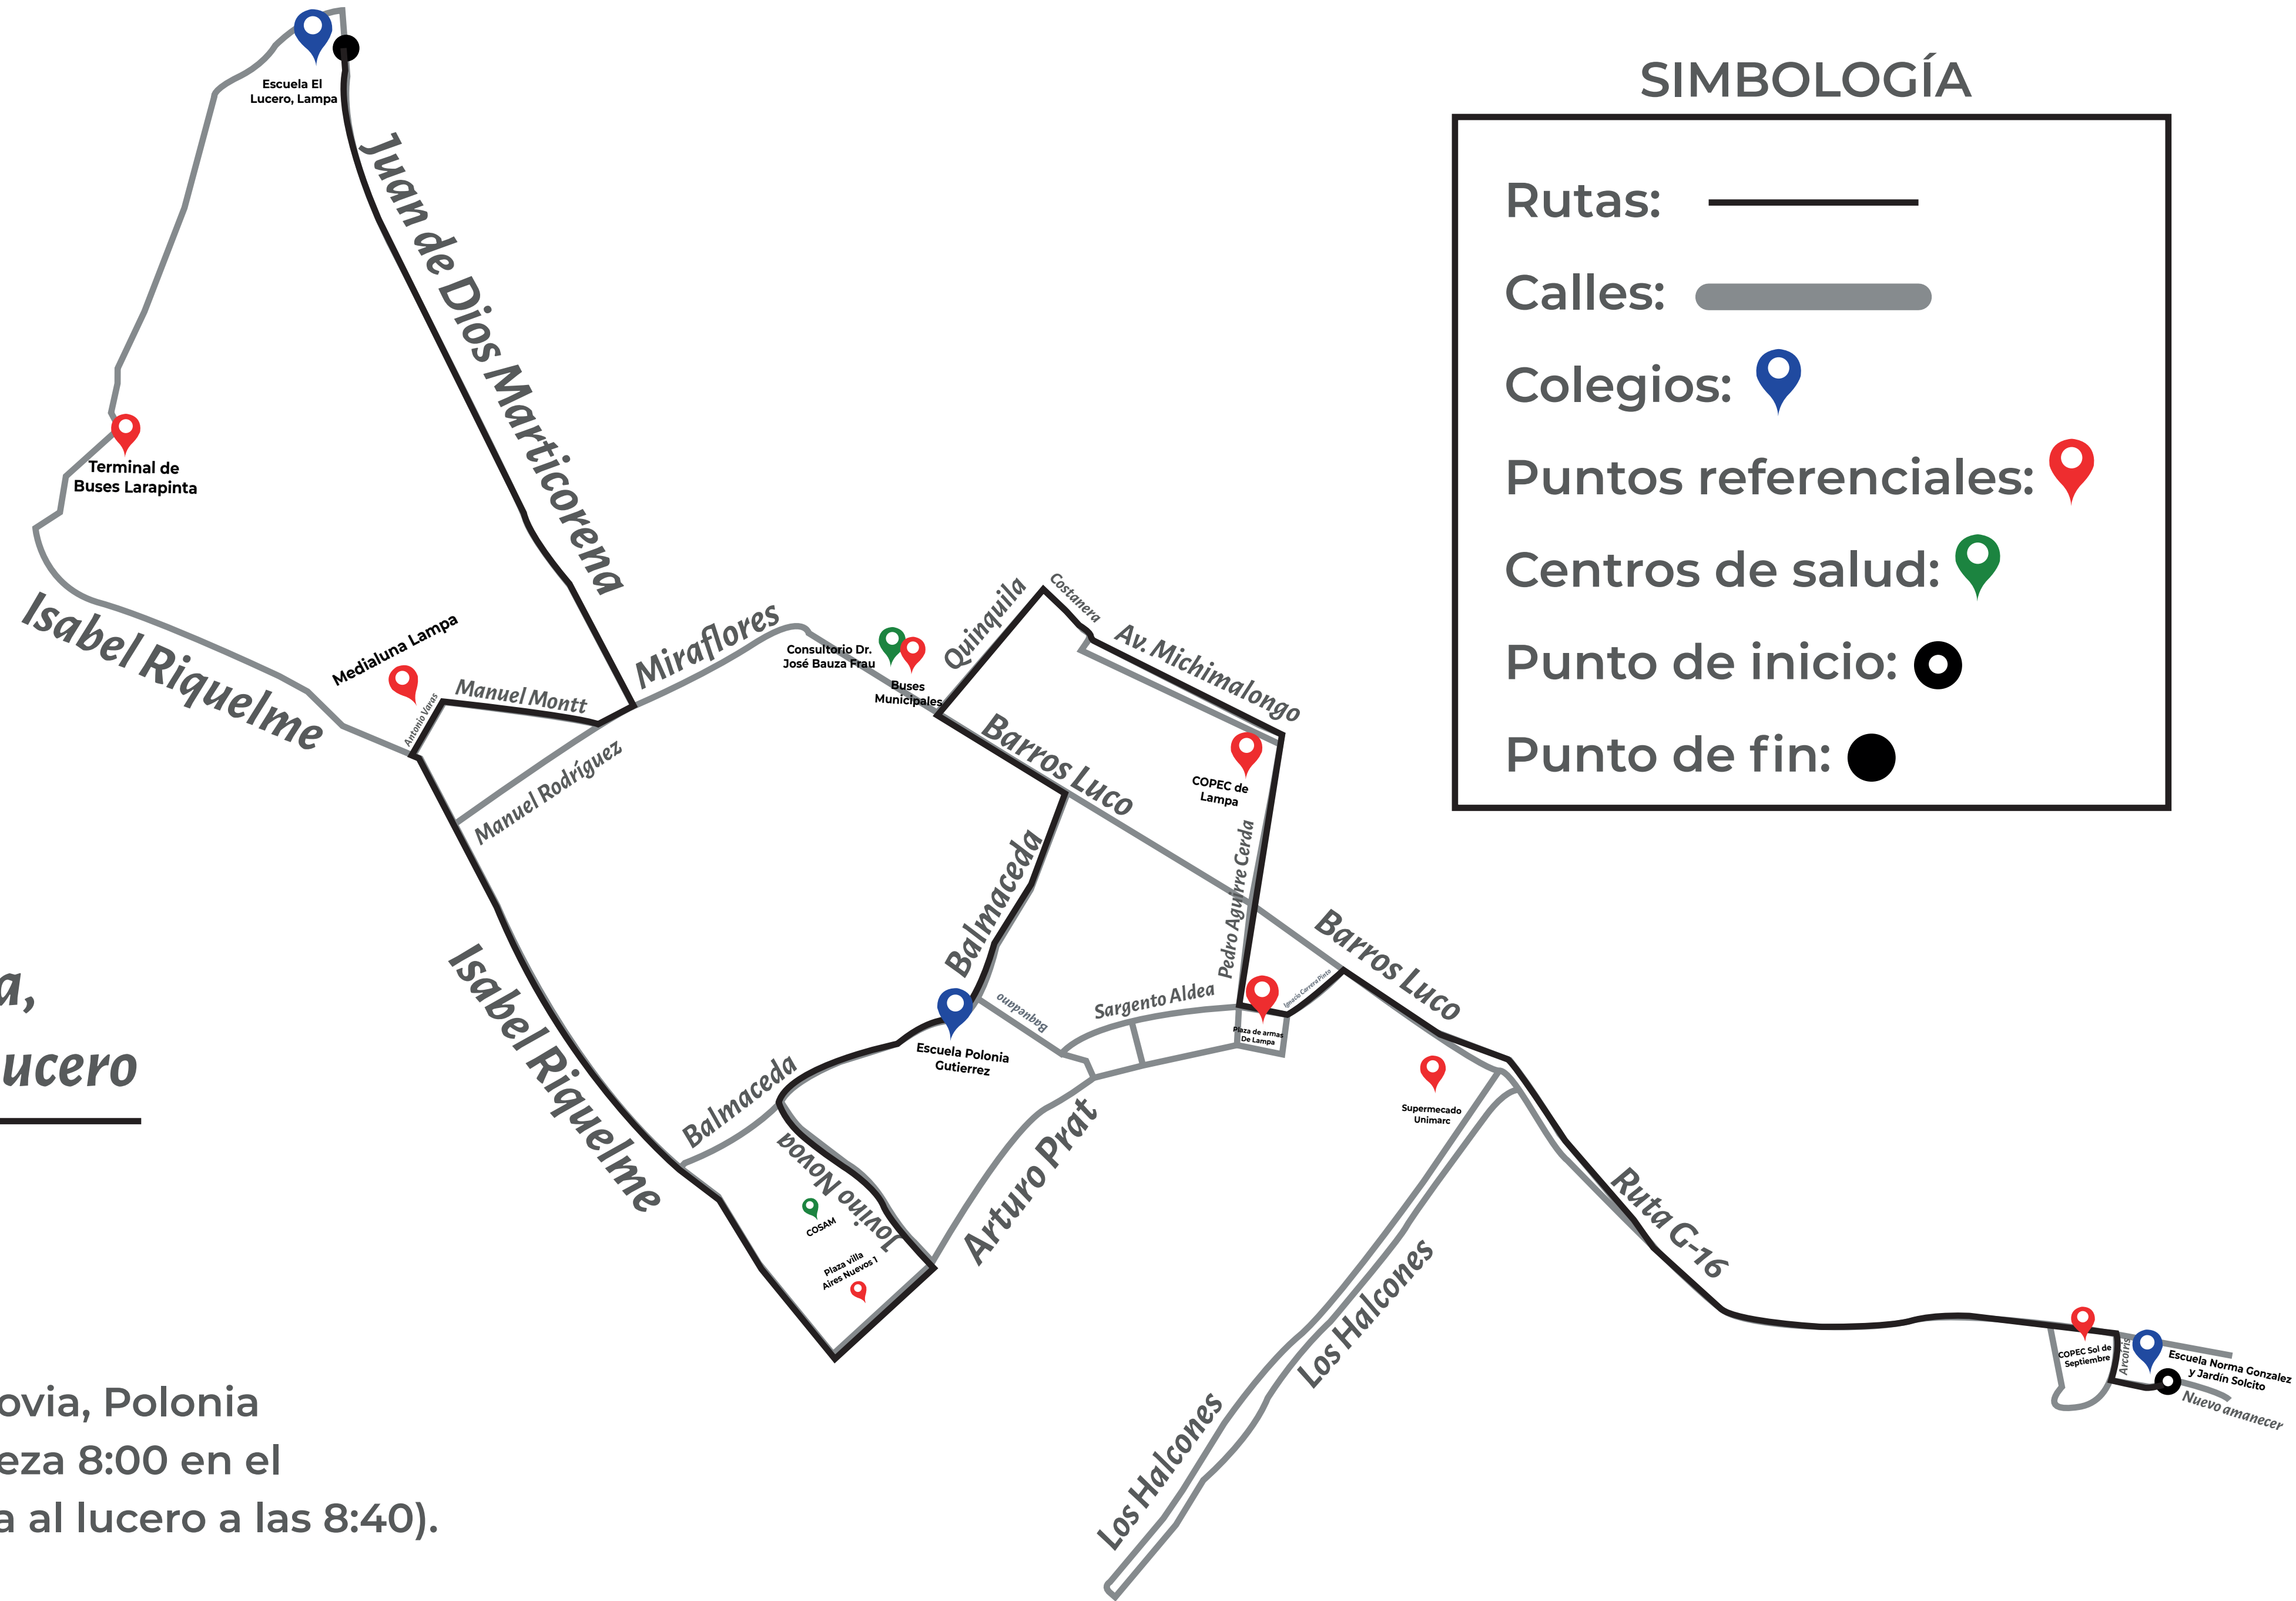 SIMBOLOGÍA
Rutas:
Calles:
Colegios:
Puntos referenciales:
Centros de salud:
Punto de inicio:
Punto de fin:
Escuela El
Lucero, Lampa
Juan de Dios Marticorena
Terminal de
Buses Larapinta
Isabel Riquelme
Medialuna Lampa
Antonio Varas
Manuel Montt
Manuel Rodríguez
Miraflores
Consultorio Dr.
José Bauza Frau
Buses
Municipales
Quinquila
Costanera
Av. Michimalongo
COPEC de
Lampa
Barros Luco
Pedro Aguirre Cerda
Balmaceda
Barros Luco
Ignacio Carrera Pinto
Plaza de armas
De Lampa
Sargento Aldea
Baquedano
Escuela Polonia
Gutierrez
Isabel Riquelme
Balmaceda
Jovino Novoa
COSAM
Plaza villa
Aires Nuevos 1
Arturo Prat
Supermecado
Unimarc
Los Halcones
Los Halcones
Ruta G-16
COPEC Sol de
Septiembre
Arcoiris
Escuela Norma Gonzalez
y Jardín Solcito
Nuevo amanecer
a,
ucero
ovia, Polonia
eza 8:00 en el
a al lucero a las 8:40).